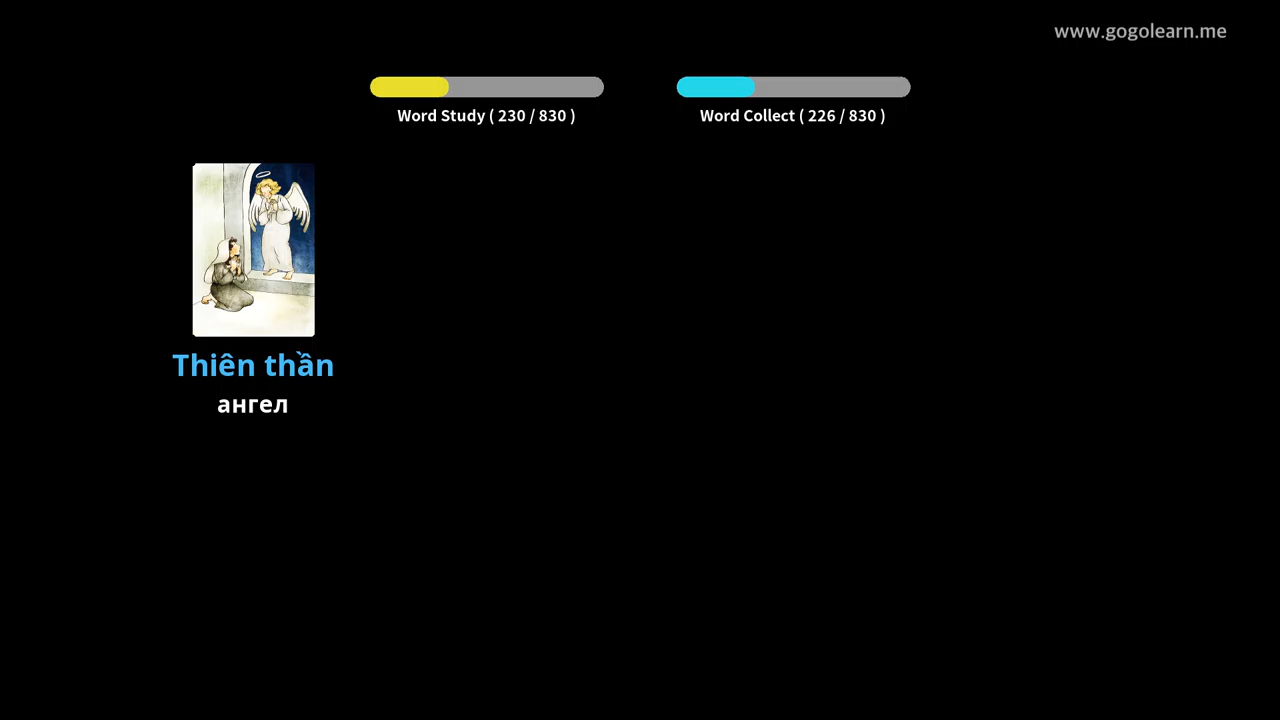 www.gogolearn.me
Word Study ( 230 / 830 )
Word Collect ( 226 / 830 )
Thiên thần
ангел